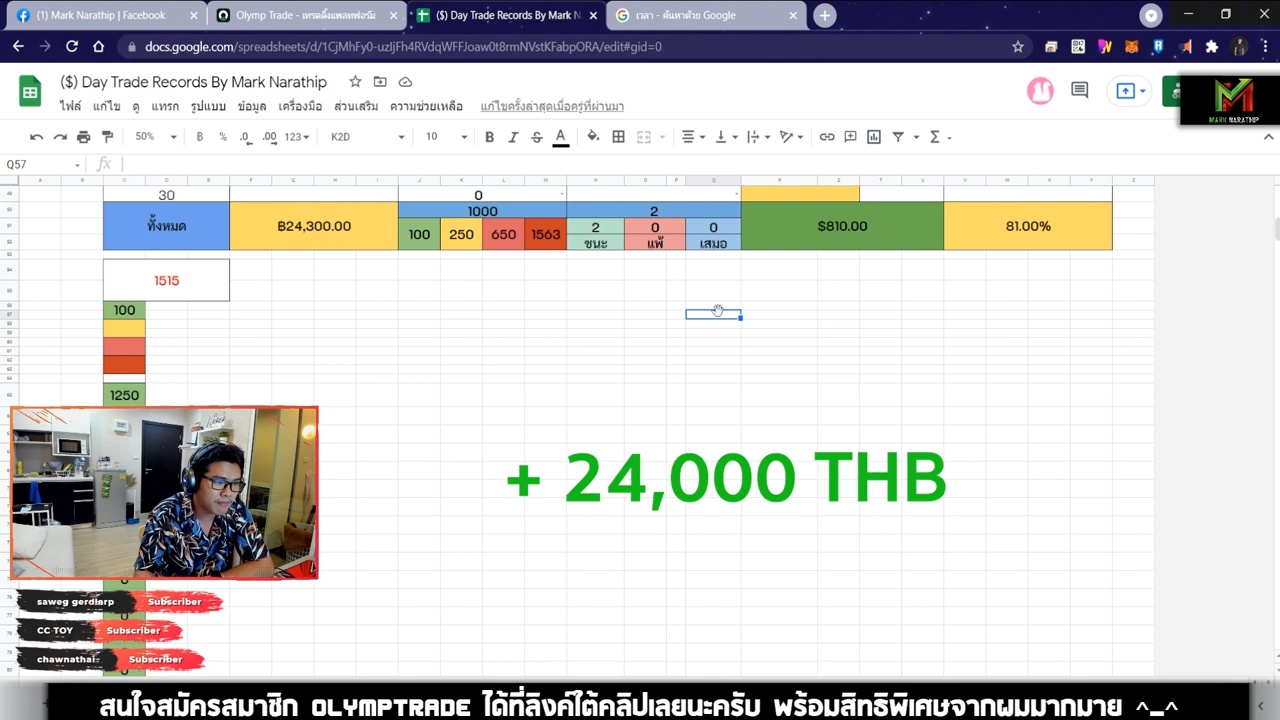 (1) Mark Narathip | Facebook
Olymp Trade - เทรดดิ้งแพลทฟอร์ม
($) Day Trade Records By Mark N
เวลา - ค้นหาด้วย Google
docs.google.com/spreadsheets/d/1CjMhFy0-uzIjFh4RVdqWFFJoaw0t8rmNVstKFabpORA/edit#gid=0
($) Day Trade Records By Mark Narathip
ไฟล์ แก้ไข ดู แทรก รูปแบบ ข้อมูล เครื่องมือ ส่วนเสริม ความช่วยเหลือ แก้ไขครั้งล่าสุดเมื่อครู่ที่ผ่านมา
MARK NARATHIP
50% ฿ % .0 .00 123 K2D 10 B I S A Σ
Q57 fx
A B C D E F G H I J K L M N O P Q R S T U V W X Y Z
30 0
ทั้งหมด ฿24,300.00 1000 2 $810.00 81.00%
100 250 650 1563 2 0 0
ชนะ แพ้ เสมอ
1515
100
1250
+ 24,000 THB
saweg gerdlarp Subscriber
CC TOY Subscriber
chawnathai Subscriber
สนใจสมัครสมาชิก OLYMPTRADE ได้ที่ลิงค์ใต้คลิปเลยนะครับ พร้อมสิทธิพิเศษจากผมมากมาย ^_^